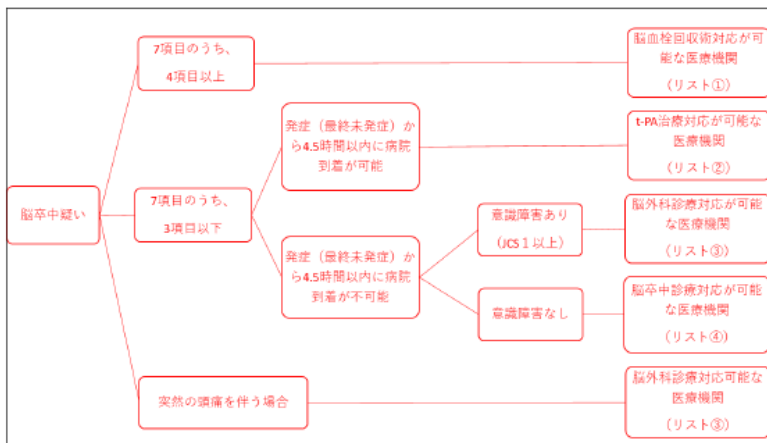 脳卒中疑い
7項目のうち、
4項目以上
脳血栓回収術対応が可
能な医療機関
(リスト①)
7項目のうち、
3項目以下
発症(最終未発症)か
ら4.5時間以内に病院
到着が可能
t-PA治療対応が可能な
医療機関
(リスト②)
発症(最終未発症)か
ら4.5時間以内に病院
到着が不可能
意識障害あり
(JCS1以上)
脳外科診療対応が可能
な医療機関
(リスト③)
意識障害なし
脳卒中診療対応が可能
な医療機関
(リスト④)
突然の頭痛を伴う場合
脳外科診療対応可能な
医療機関
(リスト③)